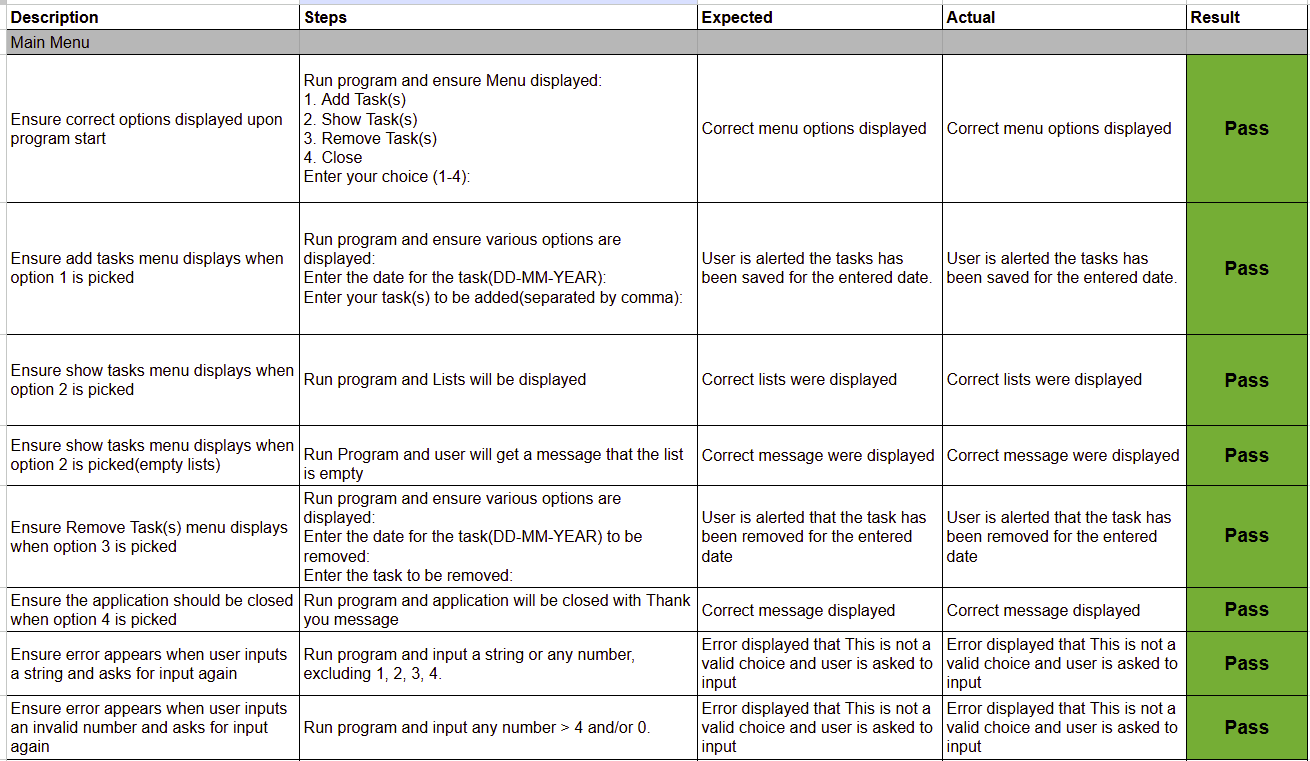 Description Steps Expected Actual Result
Main Menu
Ensure correct options displayed upon
program start
Run program and ensure Menu displayed:
1. Add Task(s)
2. Show Task(s)
3. Remove Task(s)
4. Close
Enter your choice (1-4):
Correct menu options displayed
Correct menu options displayed
Pass
Ensure add tasks menu displays when
option 1 is picked
Run program and ensure various options are
displayed:
Enter the date for the task(DD-MM-YEAR):
Enter your task(s) to be added(separated by comma):
User is alerted the tasks has
been saved for the entered date.
User is alerted the tasks has
been saved for the entered date.
Pass
Ensure show tasks menu displays when
option 2 is picked
Run program and Lists will be displayed
Correct lists were displayed
Correct lists were displayed
Pass
Ensure show tasks menu displays when
option 2 is picked(empty lists)
Run Program and user will get a message that the list
is empty
Correct message were displayed
Correct message were displayed
Pass
Ensure Remove Task(s) menu displays
when option 3 is picked
Run program and ensure various options are
displayed:
Enter the date for the task(DD-MM-YEAR) to be
removed:
Enter the task to be removed:
User is alerted that the task has
been removed for the entered
date
User is alerted that the task has
been removed for the entered
date
Pass
Ensure the application should be closed
when option 4 is picked
Run program and application will be closed with Thank
you message
Correct message displayed
Correct message displayed
Pass
Ensure error appears when user inputs
a string and asks for input again
Run program and input a string or any number,
excluding 1, 2, 3, 4.
Error displayed that This is not a
valid choice and user is asked to
input
Error displayed that This is not a
valid choice and user is asked to
input
Pass
Ensure error appears when user inputs
an invalid number and asks for input
again
Run program and input any number > 4 and/or 0.
Error displayed that This is not a
valid choice and user is asked to
input
Error displayed that This is not a
valid choice and user is asked to
input
Pass